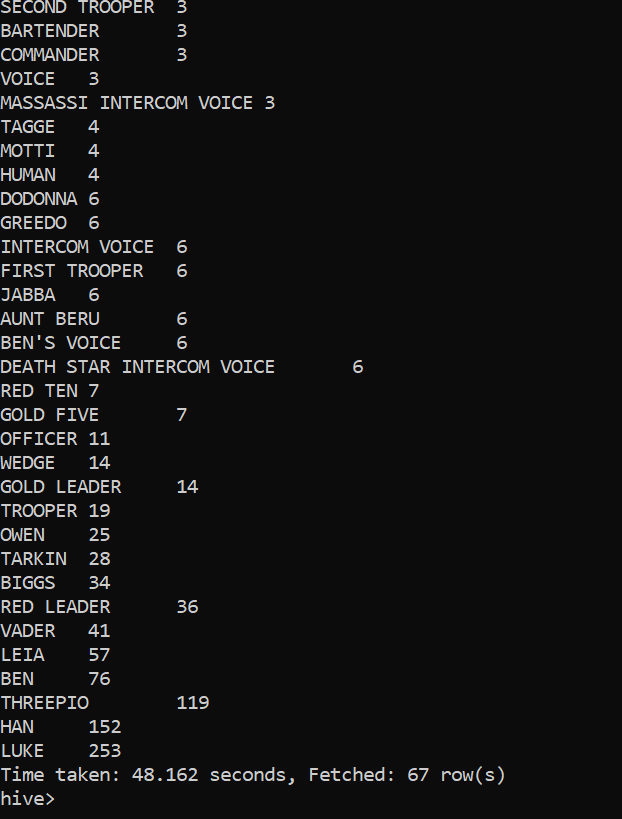 SECOND TROOPER 3
BARTENDER 3
COMMANDER 3
VOICE 3
MASSASSI INTERCOM VOICE 3
TAGGE 4
MOTTI 4
HUMAN 4
DODONNA 6
GREEDO 6
INTERCOM VOICE 6
FIRST TROOPER 6
JABBA 6
AUNT BERU 6
BEN'S VOICE 6
DEATH STAR INTERCOM VOICE 6
RED TEN 7
GOLD FIVE 7
OFFICER 11
WEDGE 14
GOLD LEADER 14
TROOPER 19
OWEN 25
TARKIN 28
BIGGS 34
RED LEADER 36
VADER 41
LEIA 57
BEN 76
THREEPIO 119
HAN 152
LUKE 253
Time taken: 48.162 seconds, Fetched: 67 row(s)
hive>